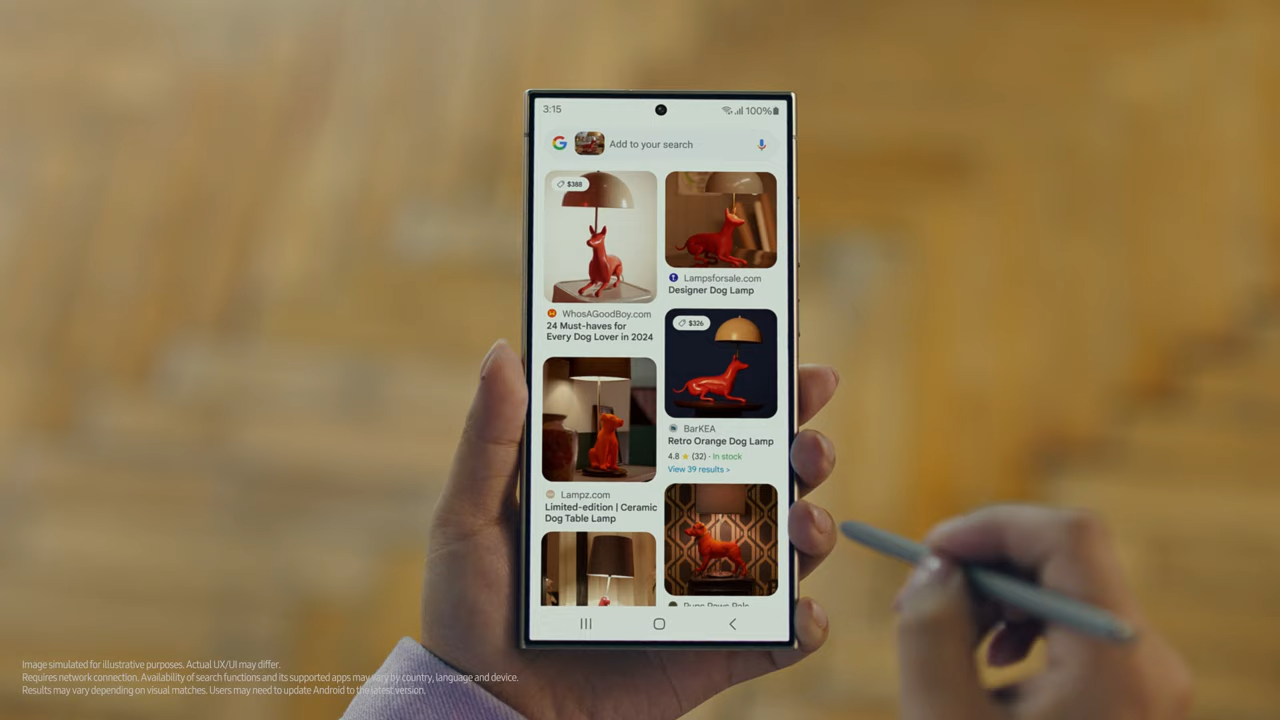 3:15
100%
Add to your search
$388
WhosAGoodBoy.com
24 Must-haves for
Every Dog Lover in 2024
Lampz.com
Limited-edition | Ceramic
Dog Table Lamp
Lampsforsale.com
Designer Dog Lamp
$326
BarKEA
Retro Orange Dog Lamp
4.8 ★ (32) · In stock
View 39 results >
Image simulated for illustrative purposes. Actual UX/UI may differ.
Requires network connection. Availability of search functions and its supported apps may vary by country, language and device.
Results may vary depending on visual matches. Users may need to update Android to the latest version.